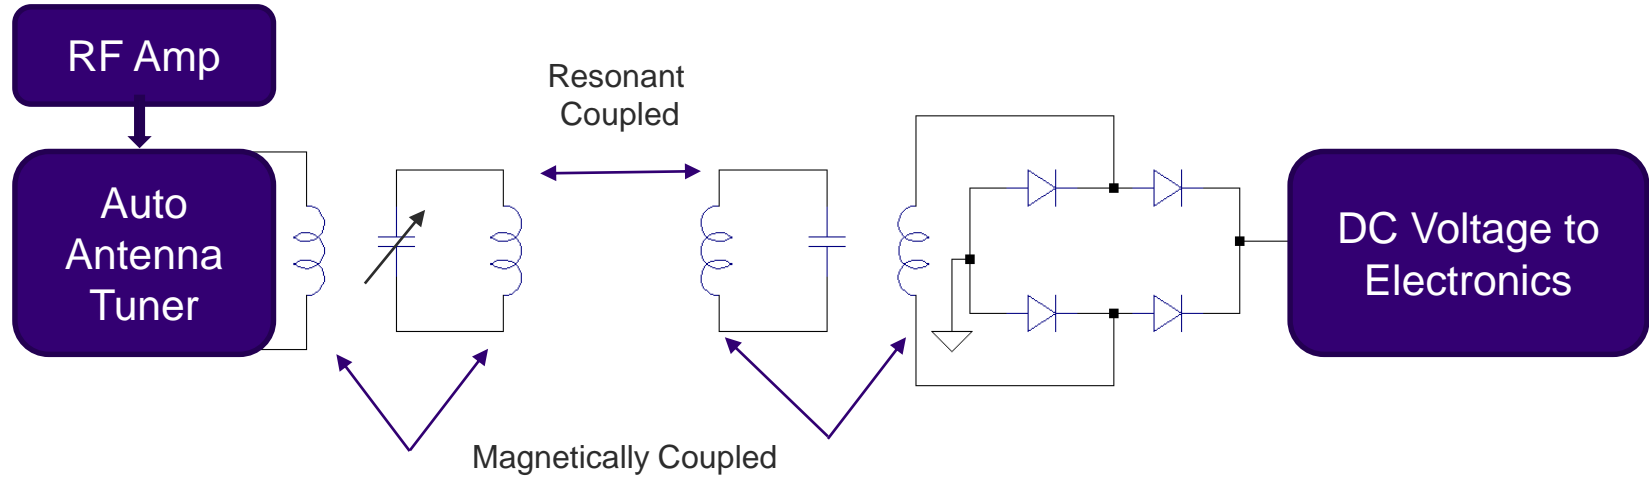 RF Amp
Auto
Antenna
Tuner
Resonant
Coupled
Magnetically Coupled
DC Voltage to
Electronics